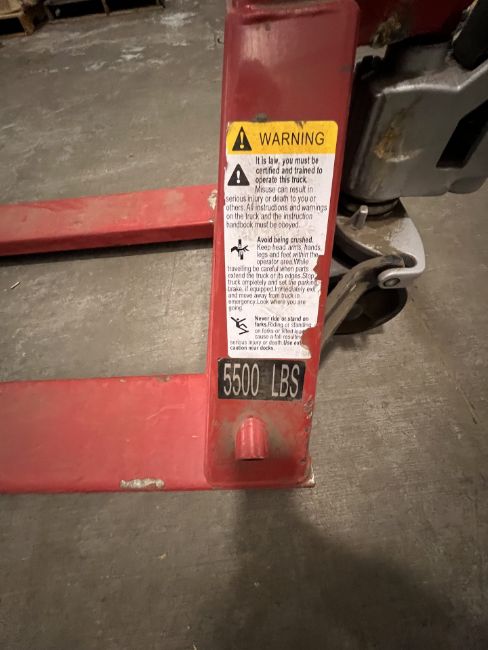 WARNING
It is law, you must be
certified and trained to
operate this truck.
Misuse can result in
serious injury or death to you or
others. All instructions and warnings
on the truck and the instruction
handbook must be obeyed.
Avoid being crushed.
Keep head arms, hands,
legs and feet within the
operator area.While
travelling be careful when parts
extend the truck or its edges.Stop
truck ompletely and set the parking
brake, if equipped.Immediately exit
and move away from truck in
emergency.Look where you are
going.
Never ride or stand on
forks.Riding or standing
on forks or lifted
cause a fall resulting
serious injury or death.Use
caution near docks.
5500 LBS